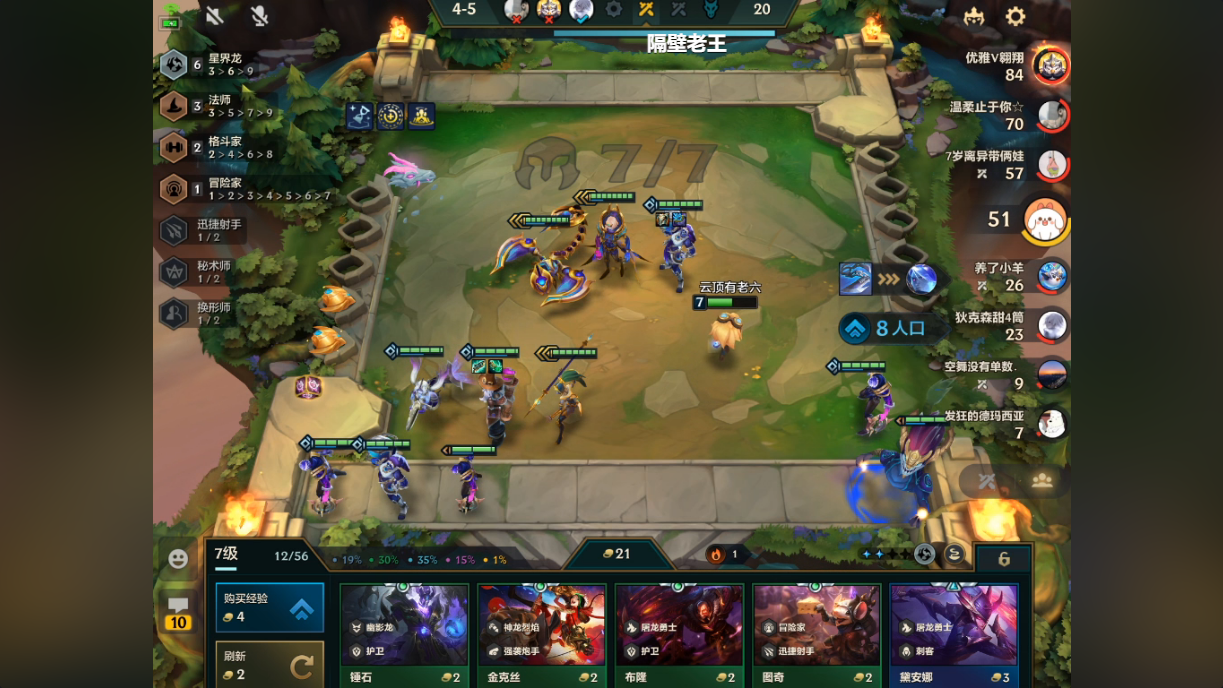 4-5
20
隔壁老王
6 星界龙
3 > 6 > 9
3 法师
3 > 5 > 7 > 9
2 格斗家
2 > 4 > 6 > 8
1 冒险家
1 > 2 > 3 > 4 > 5 > 6 > 7
迅捷射手
1 / 2
秘术师
1 / 2
换形师
1 / 2
7/7
云顶有老六
7
优雅V翱翔
84
温柔止于你☆
70
7岁离异带俩娃
57
51
养了小羊
26
狄克森甜4筒
23
空舞没有单数.
9
发狂的德玛西亚
7
8人口
7级
12/56
19%
30%
35%
15%
1%
21
1
10
购买经验
4
刷新
2
幽影龙
护卫
锤石
2
神龙烈焰
强袭炮手
金克丝
2
屠龙勇士
护卫
布隆
2
冒险家
迅捷射手
图奇
2
屠龙勇士
刺客
黛安娜
3